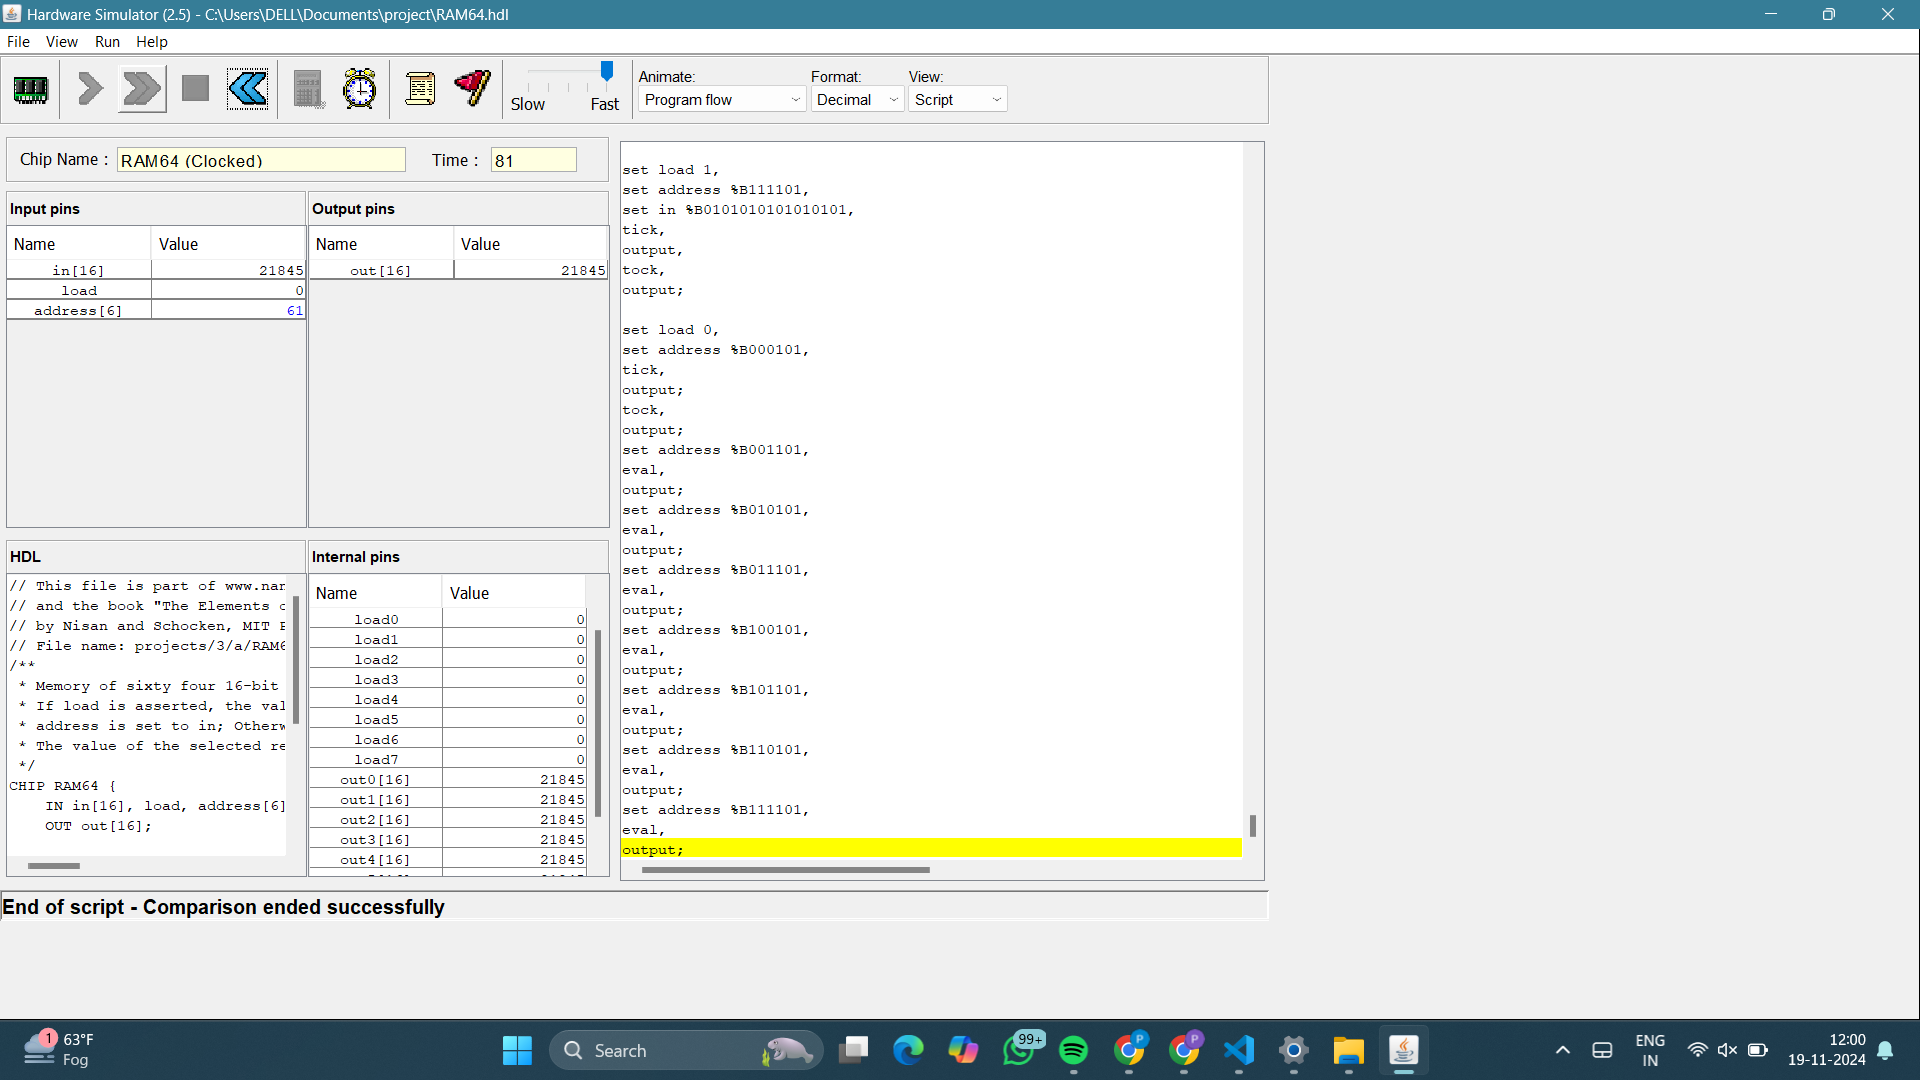 Hardware Simulator (2.5) - C:\Users\DELL\Documents\project\RAM64.hdl
File View Run Help
Slow Fast
Animate: Format: View:
Program flow Decimal Script
Chip Name : RAM64 (Clocked) Time : 81
Input pins
Name Value
in[16] 21845
load 0
address[6] 61
Output pins
Name Value
out[16] 21845
HDL
// This file is part of www.nan
// and the book "The Elements o
// by Nisan and Schocken, MIT P
// File name: projects/3/a/RAM6
/**
* Memory of sixty four 16-bit
* If load is asserted, the val
* address is set to in; Otherw
* The value of the selected re
*/
CHIP RAM64 {
IN in[16], load, address[6]
OUT out[16];
Internal pins
Name Value
load0 0
load1 0
load2 0
load3 0
load4 0
load5 0
load6 0
load7 0
out0[16] 21845
out1[16] 21845
out2[16] 21845
out3[16] 21845
out4[16] 21845
set load 1,
set address %B111101,
set in %B0101010101010101,
tick,
output,
tock,
output;
set load 0,
set address %B000101,
tick,
output;
tock,
output;
set address %B001101,
eval,
output;
set address %B010101,
eval,
output;
set address %B011101,
eval,
output;
set address %B100101,
eval,
output;
set address %B101101,
eval,
output;
set address %B110101,
eval,
output;
set address %B111101,
eval,
output;
End of script - Comparison ended successfully
1
63°F
Fog
Search
99+
P
P
ENG
IN
12:00
19-11-2024